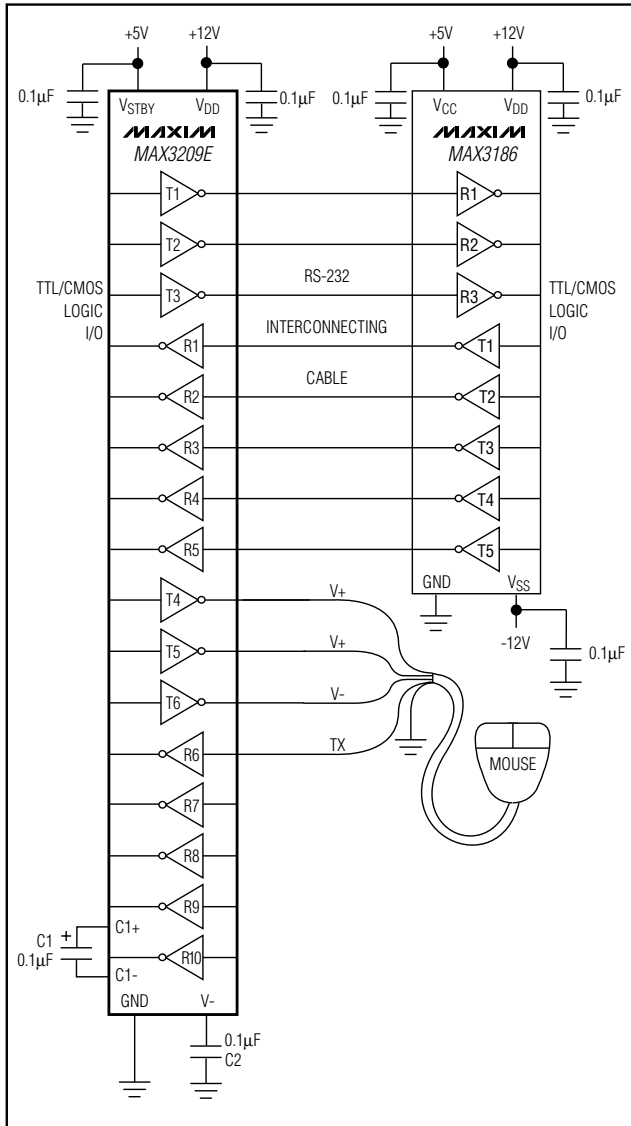 +5V +12V +5V +12V
0.1µF 0.1µF 0.1µF 0.1µF
VSTBY VDD VCC VDD
MAXIM MAXIM
MAX3209E MAX3186
T1 R1
T2 R2
RS-232
T3 R3
TTL/CMOS
LOGIC
I/O
TTL/CMOS
LOGIC
I/O
INTERCONNECTING
R1 T1
CABLE
R2 T2
R3 T3
R4 T4
R5 T5
GND VSS
T4 V+
-12V
0.1µF
T5 V+
T6 V-
R6 TX
MOUSE
R7
R8
R9
C1+
C1 +
0.1µF
R10
C1-
GND V-
0.1µF
C2